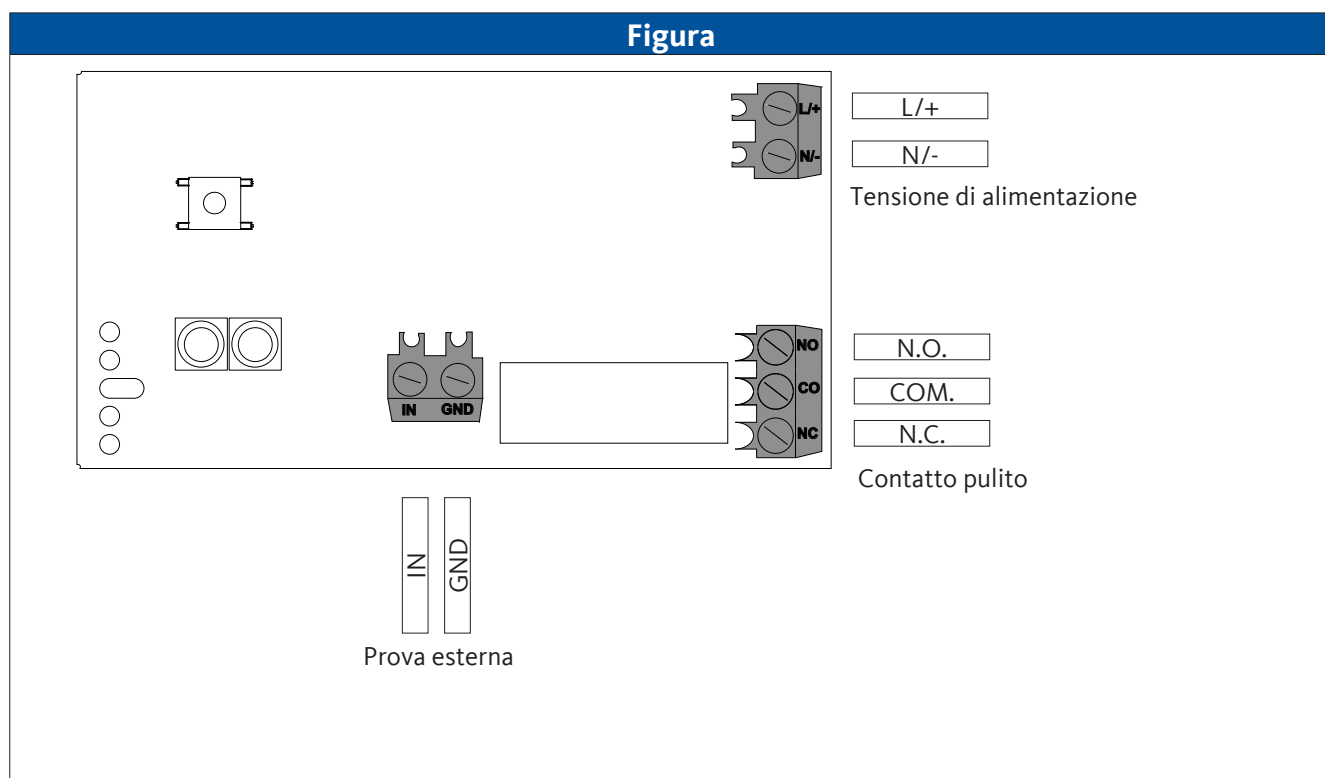 Figura
L/+
L/+
N/-
N/-
Tensione di alimentazione
NO
N.O.
CO
COM.
NC
N.C.
IN GND
Contatto pulito
IN
GND
Prova esterna